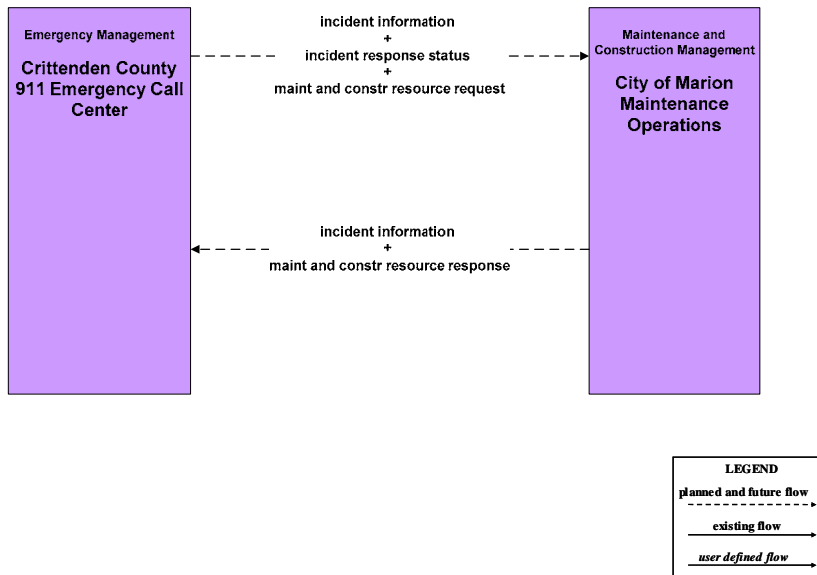 Emergency Management
Crittenden County
911 Emergency Call
Center
incident information
+
incident response status
+
maint and constr resource request
Maintenance and
Construction Management
City of Marion
Maintenance
Operations
incident information
+
maint and constr resource response
LEGEND
planned and future flow
existing flow
user defined flow